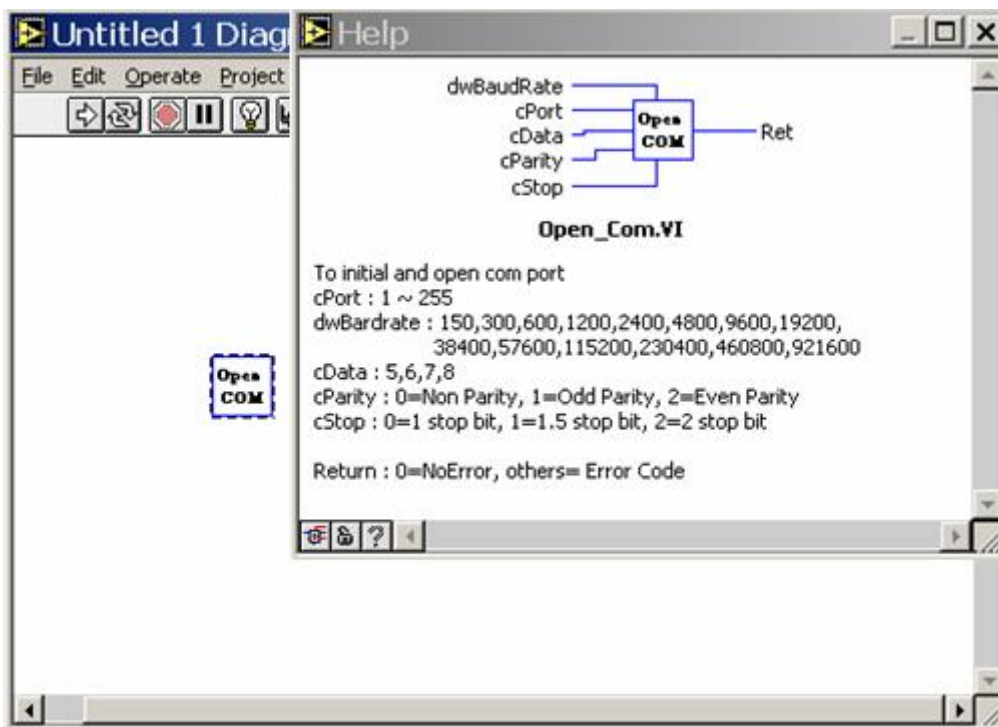 Untitled 1 Diag
File Edit Operate Project
Open
COM
Help
dwBaudRate
cPort
cData
cParity
cStop
Open
COM
Ret
Open_Com.VI
To initial and open com port
cPort : 1 ~ 255
dwBardrate : 150,300,600,1200,2400,4800,9600,19200,
38400,57600,115200,230400,460800,921600
cData : 5,6,7,8
cParity : 0=Non Parity, 1=Odd Parity, 2=Even Parity
cStop : 0=1 stop bit, 1=1.5 stop bit, 2=2 stop bit
Return : 0=NoError, others= Error Code